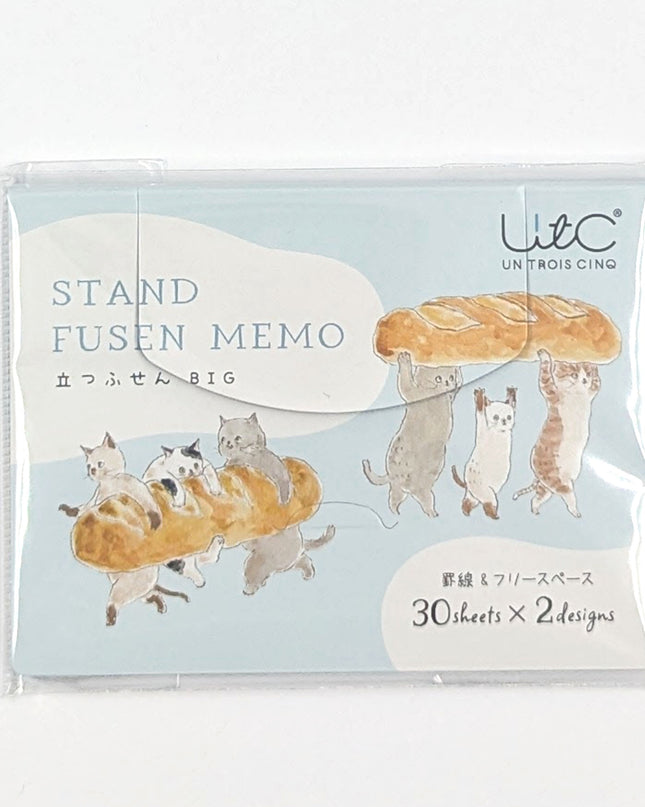 UtC®
UN TROIS CINQ
STAND
FUSEN MEMO
立つふせん BIG
罫線 & フリースペース
30sheets × 2designs